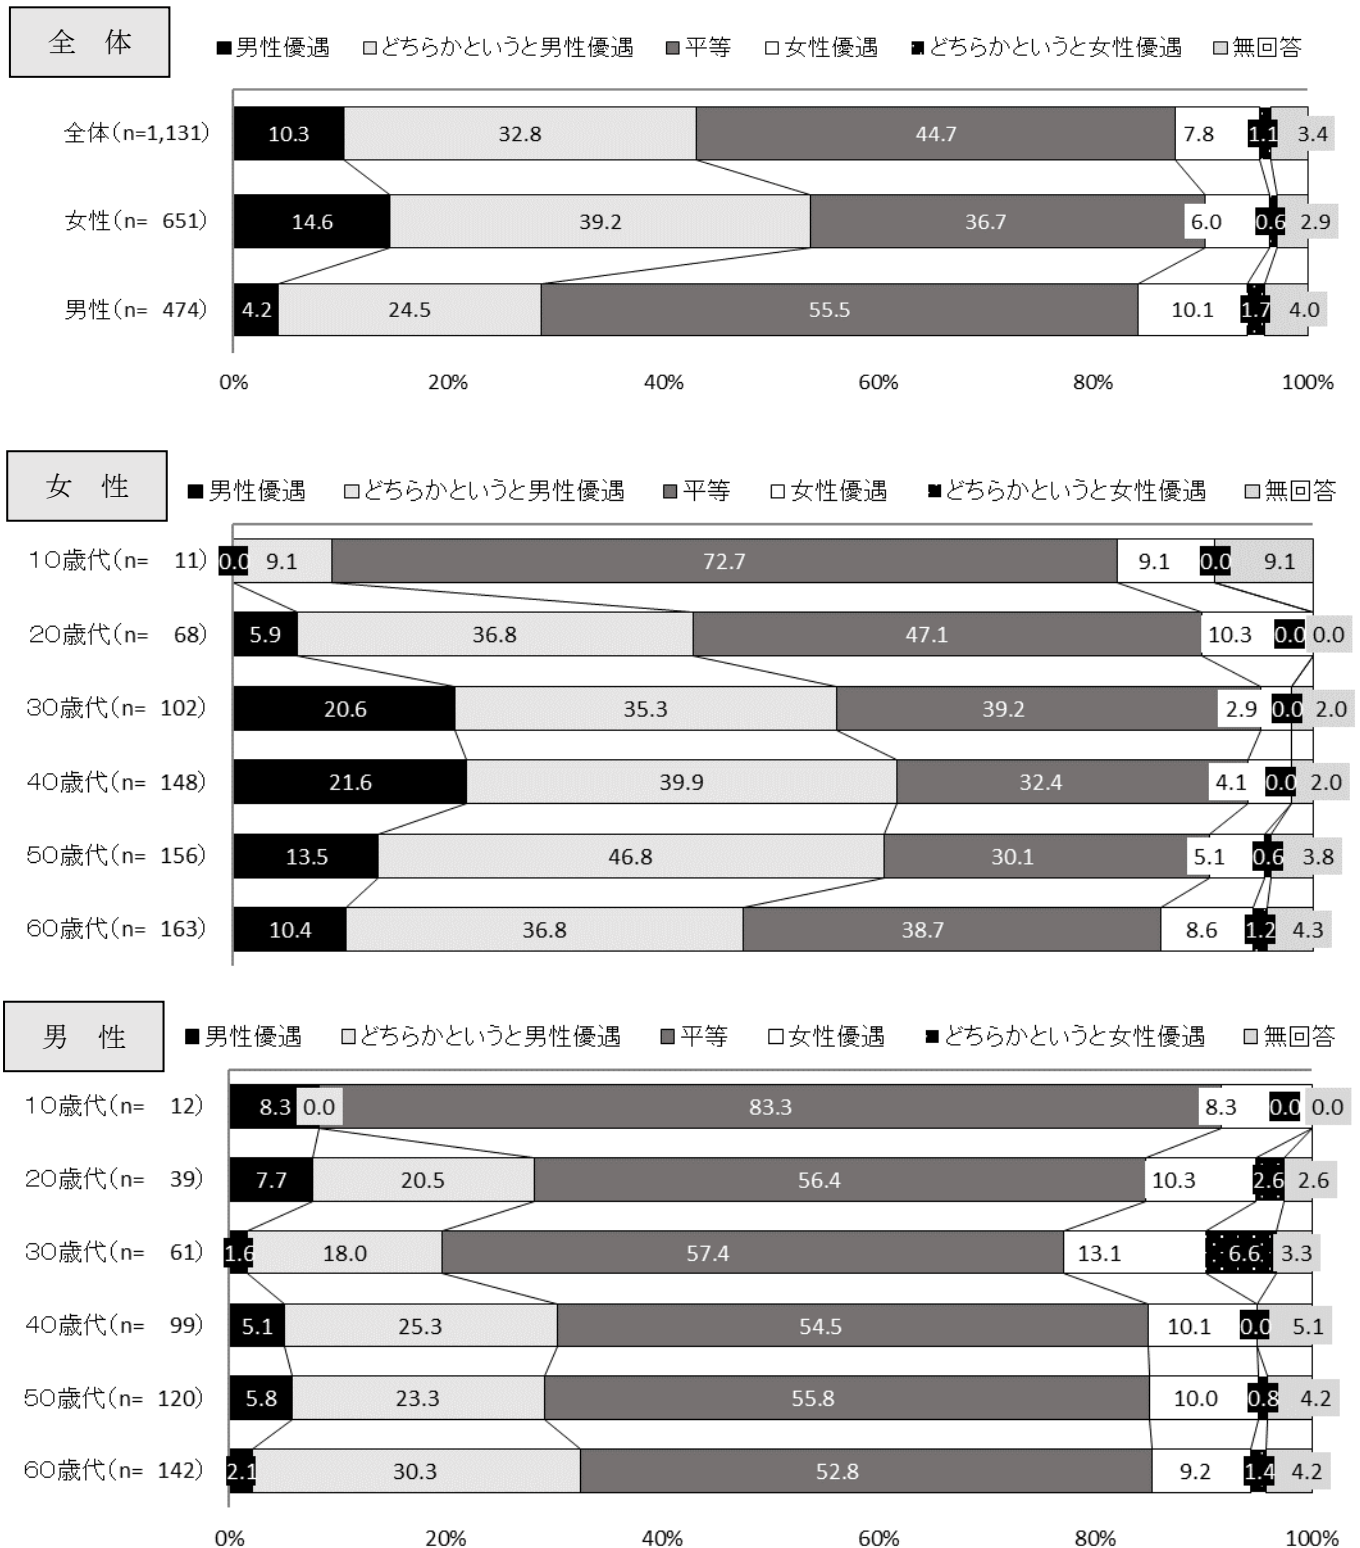 全　体
■男性優遇 □どちらかというと男性優遇 ■平等 □女性優遇 ■どちらかというと女性優遇 □無回答
全体(n=1,131) 10.3 32.8 44.7 7.8 1.1 3.4
女性(n= 651) 14.6 39.2 36.7 6.0 0.6 2.9
男性(n= 474) 4.2 24.5 55.5 10.1 1.7 4.0
0% 20% 40% 60% 80% 100%
女　性
■男性優遇 □どちらかというと男性優遇 ■平等 □女性優遇 ■どちらかというと女性優遇 □無回答
10歳代(n= 11) 0.0 9.1 72.7 9.1 0.0 9.1
20歳代(n= 68) 5.9 36.8 47.1 10.3 0.0 0.0
30歳代(n= 102) 20.6 35.3 39.2 2.9 0.0 2.0
40歳代(n= 148) 21.6 39.9 32.4 4.1 0.0 2.0
50歳代(n= 156) 13.5 46.8 30.1 5.1 0.6 3.8
60歳代(n= 163) 10.4 36.8 38.7 8.6 1.2 4.3
男　性
■男性優遇 □どちらかというと男性優遇 ■平等 □女性優遇 ■どちらかというと女性優遇 □無回答
10歳代(n= 12) 8.3 0.0 83.3 8.3 0.0 0.0
20歳代(n= 39) 7.7 20.5 56.4 10.3 2.6 2.6
30歳代(n= 61) 1.6 18.0 57.4 13.1 6.6 3.3
40歳代(n= 99) 5.1 25.3 54.5 10.1 0.0 5.1
50歳代(n= 120) 5.8 23.3 55.8 10.0 0.8 4.2
60歳代(n= 142) 2.1 30.3 52.8 9.2 1.4 4.2
0% 20% 40% 60% 80% 100%